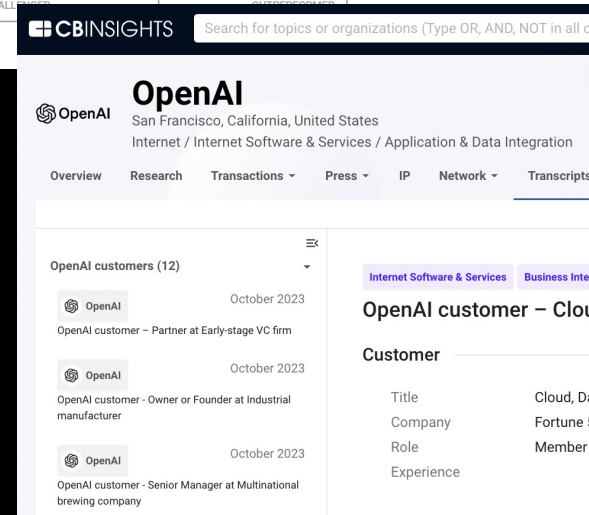 OUTPERFORMER
CBINSIGHTS
Search for topics or organizations (Type OR, AND, NOT in all
OpenAI
OpenAI
San Francisco, California, United States
Internet / Internet Software & Services / Application & Data Integration
Overview Research Transactions Press IP Network Transcripts
OpenAI customers (12)
OpenAI October 2023
OpenAI customer – Partner at Early-stage VC firm
OpenAI October 2023
OpenAI customer - Owner or Founder at Industrial
manufacturer
OpenAI October 2023
OpenAI customer - Senior Manager at Multinational
brewing company
Internet Software & Services Business Inte
OpenAI customer – Clou
Customer
Title Cloud, Da
Company Fortune
Role Member
Experience